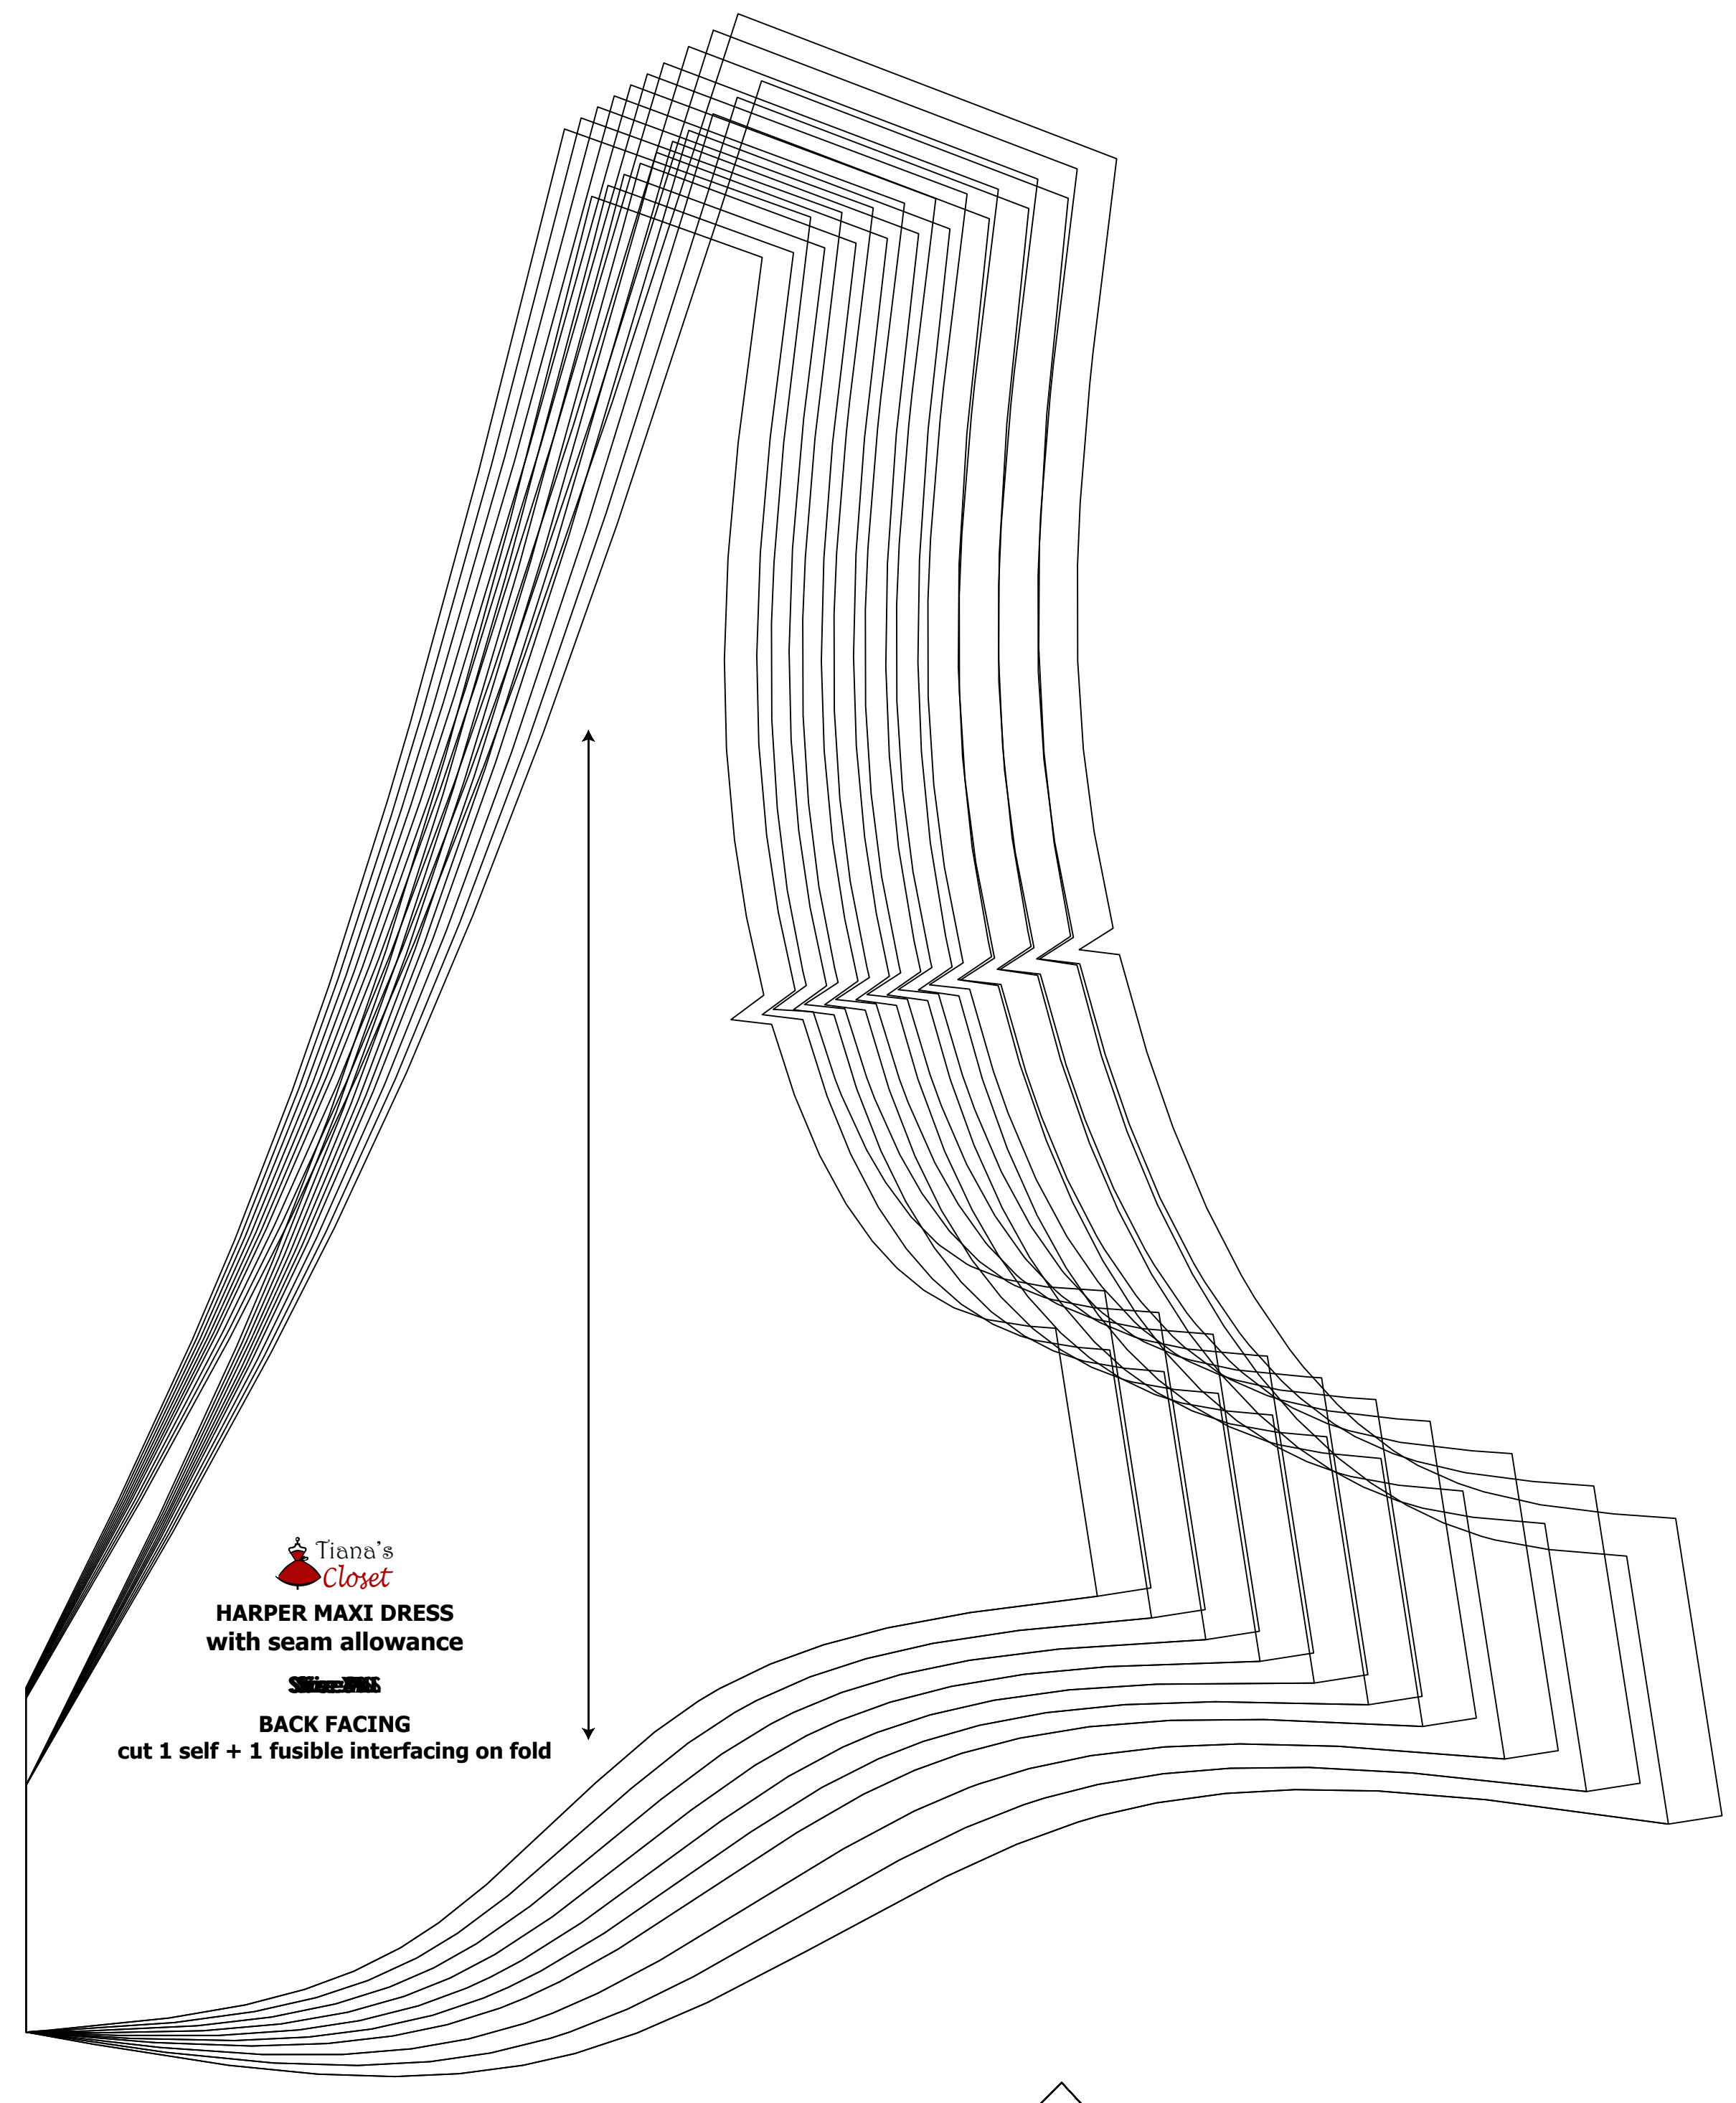 Tiana's
Closet
HARPER MAXI DRESS
with seam allowance
BACK FACING
cut 1 self + 1 fusible interfacing on fold